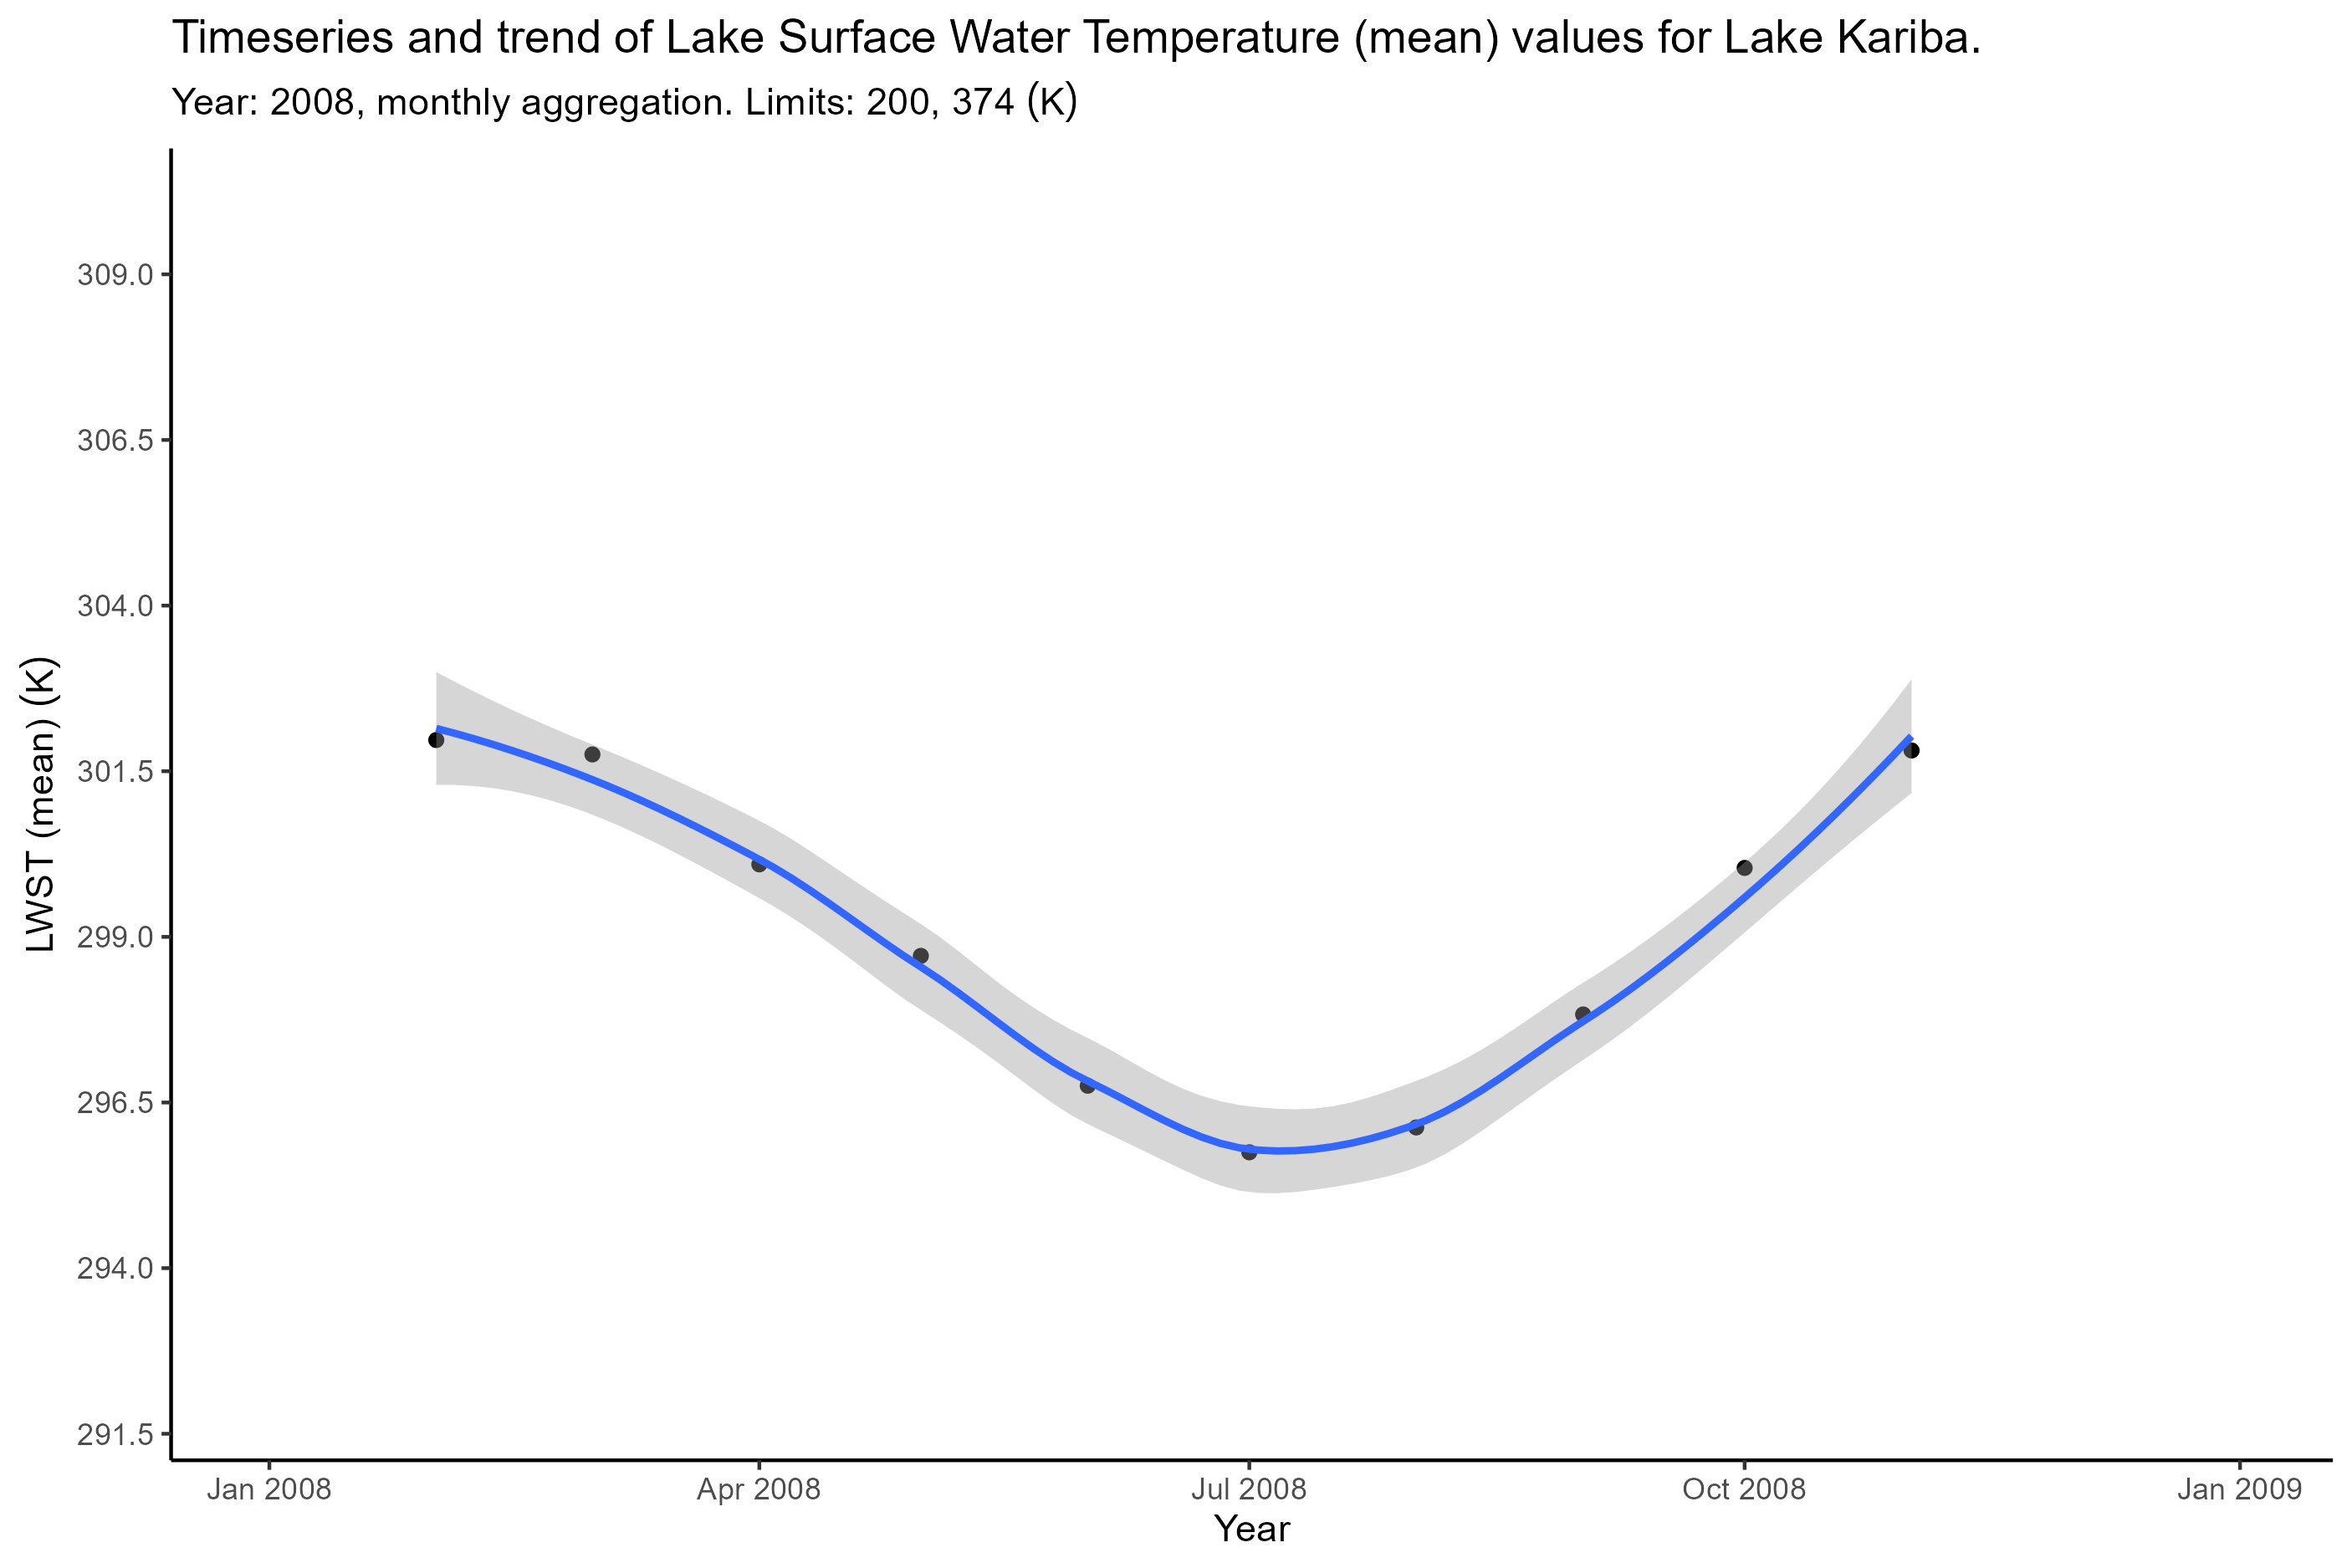 Timeseries and trend of Lake Surface Water Temperature (mean) values for Lake Kariba.
Year: 2008, monthly aggregation. Limits: 200, 374 (K)
LWST (mean) (K)
309.0
306.5
304.0
301.5
299.0
296.5
294.0
291.5
Jan 2008 Apr 2008 Jul 2008 Oct 2008 Jan 2009
Year